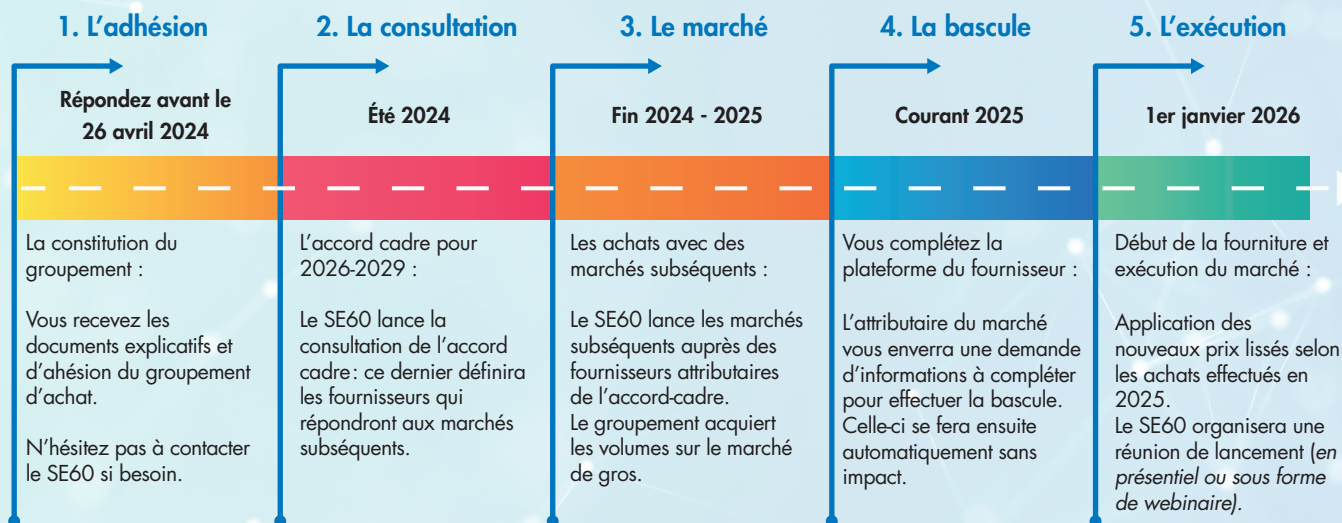 1. L’adhésion
Répondez avant le
26 avril 2024
La constitution du
groupement :
Vous recevez les
documents explicatifs et
d’ahésion du groupement
d’achat.
N’hésitez pas à contacter
le SE60 si besoin.
2. La consultation
Été 2024
L’accord cadre pour
2026-2029 :
Le SE60 lance la
consultation de l’accord
cadre : ce dernier définira
les fournisseurs qui
répondront aux marchés
subséquents.
3. Le marché
Fin 2024 - 2025
Les achats avec des
marchés subséquents :
Le SE60 lance les marchés
subséquents auprès des
fournisseurs attributaires
de l’accord-cadre.
Le groupement acquiert
les volumes sur le marché
de gros.
4. La bascule
Courant 2025
Vous complétez la
plateforme du fournisseur :
L’attributaire du marché
vous enverra une demande
d’informations à compléter
pour effectuer la bascule.
Celle-ci se fera ensuite
automatiquement sans
impact.
5. L’exécution
1er janvier 2026
Début de la fourniture et
exécution du marché :
Application des
nouveaux prix lissés selon
les achats effectués en
2025.
Le SE60 organisera une
réunion de lancement (en
présentiel ou sous forme
de webinaire).